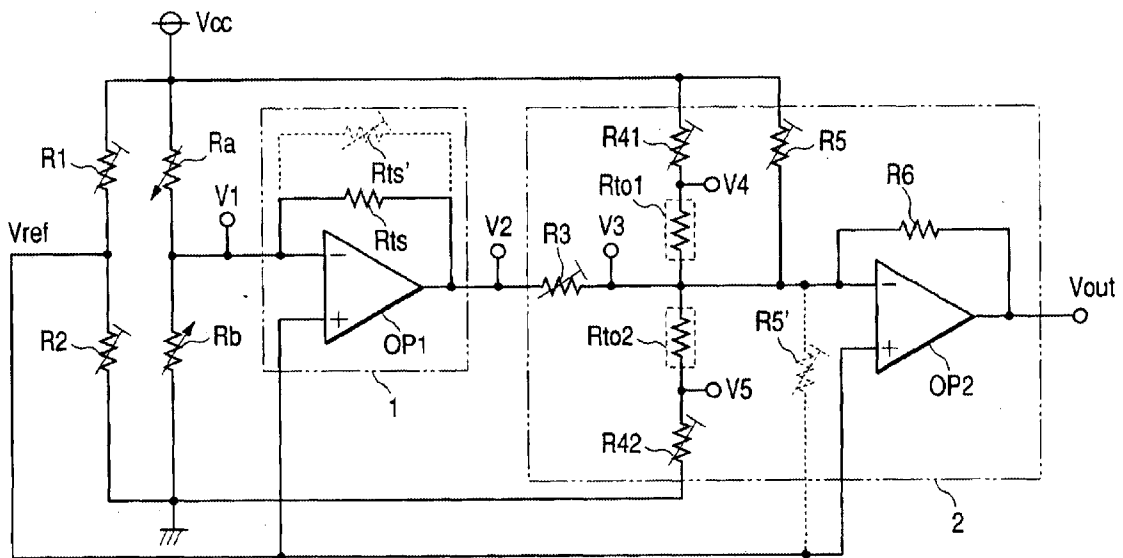 Vcc
R1
Ra
Rts'
Rts
V1
Vref
R2
Rb
OP1
1
V2
R3
V3
R41
Rto1
V4
R5
R6
Rto2
V5
R42
R5'
OP2
Vout
2
−
+
−
+